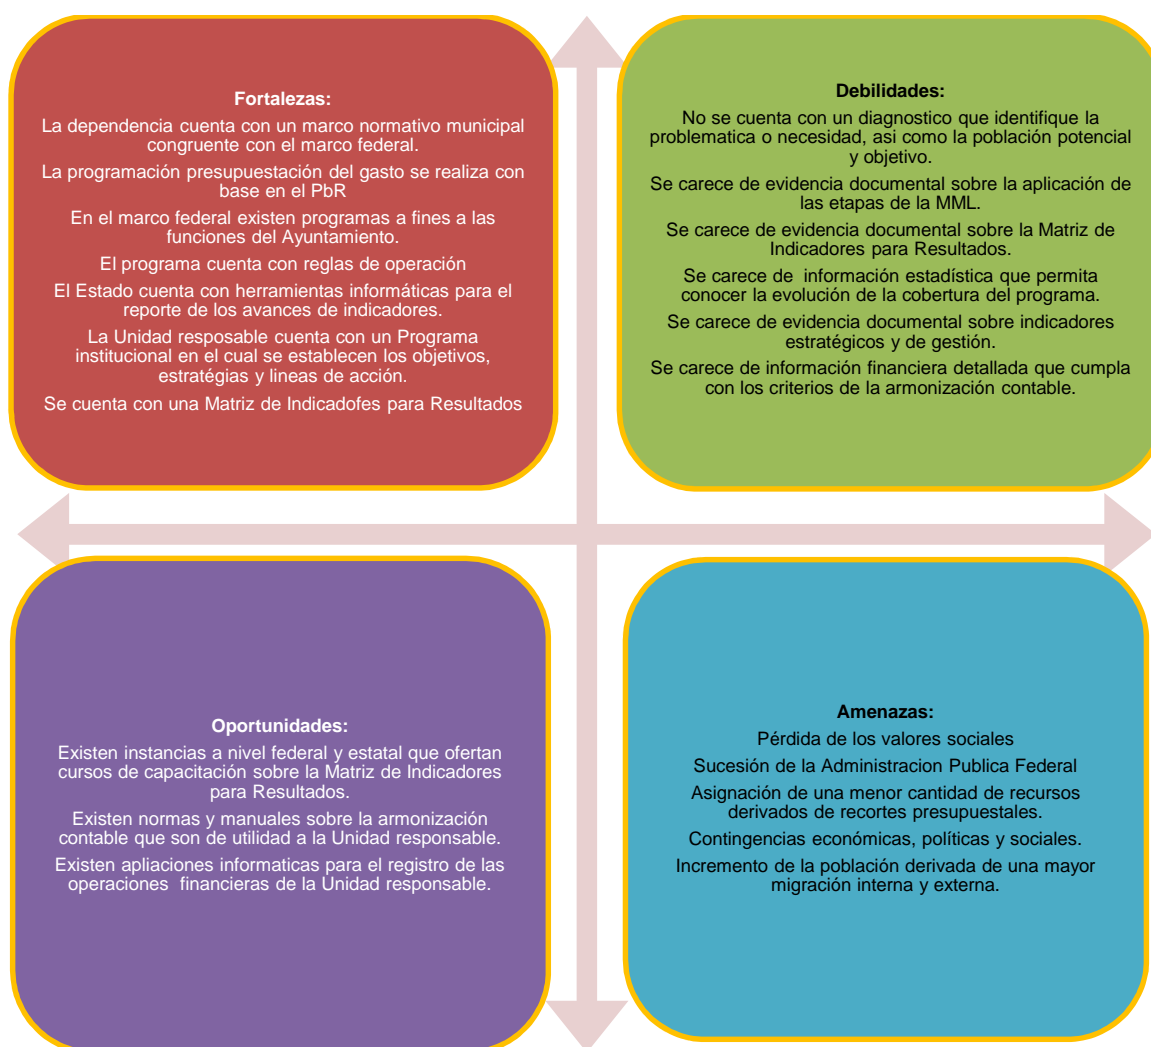 Fortalezas:
La dependencia cuenta con un marco normativo municipal
congruente con el marco federal.
La programación presupuestación del gasto se realiza con
base en el PbR
En el marco federal existen programas a fines a las
funciones del Ayuntamiento.
El programa cuenta con reglas de operación
El Estado cuenta con herramientas informáticas para el
reporte de los avances de indicadores.
La Unidad resposable cuenta con un Programa
institucional en el cual se establecen los objetivos,
estratégias y lineas de acción.
Se cuenta con una Matriz de Indicadofes para Resultados
Debilidades:
No se cuenta con un diagnostico que identifique la
problematica o necesidad, asi como la población potencial
y objetivo.
Se carece de evidencia documental sobre la aplicación de
las etapas de la MML.
Se carece de evidencia documental sobre la Matriz de
Indicadores para Resultados.
Se carece de información estadística que permita
conocer la evolución de la cobertura del programa.
Se carece de evidencia documental sobre indicadores
estratégicos y de gestión.
Se carece de información financiera detallada que cumpla
con los criterios de la armonización contable.
Oportunidades:
Existen instancias a nivel federal y estatal que ofertan
cursos de capacitación sobre la Matriz de Indicadores
para Resultados.
Existen normas y manuales sobre la armonización
contable que son de utilidad a la Unidad responsable.
Existen apliaciones informaticas para el registro de las
operaciones financieras de la Unidad responsable.
Amenazas:
Pérdida de los valores sociales
Sucesión de la Administracion Publica Federal
Asignación de una menor cantidad de recursos
derivados de recortes presupuestales.
Contingencias económicas, políticas y sociales.
Incremento de la población derivada de una mayor
migración interna y externa.